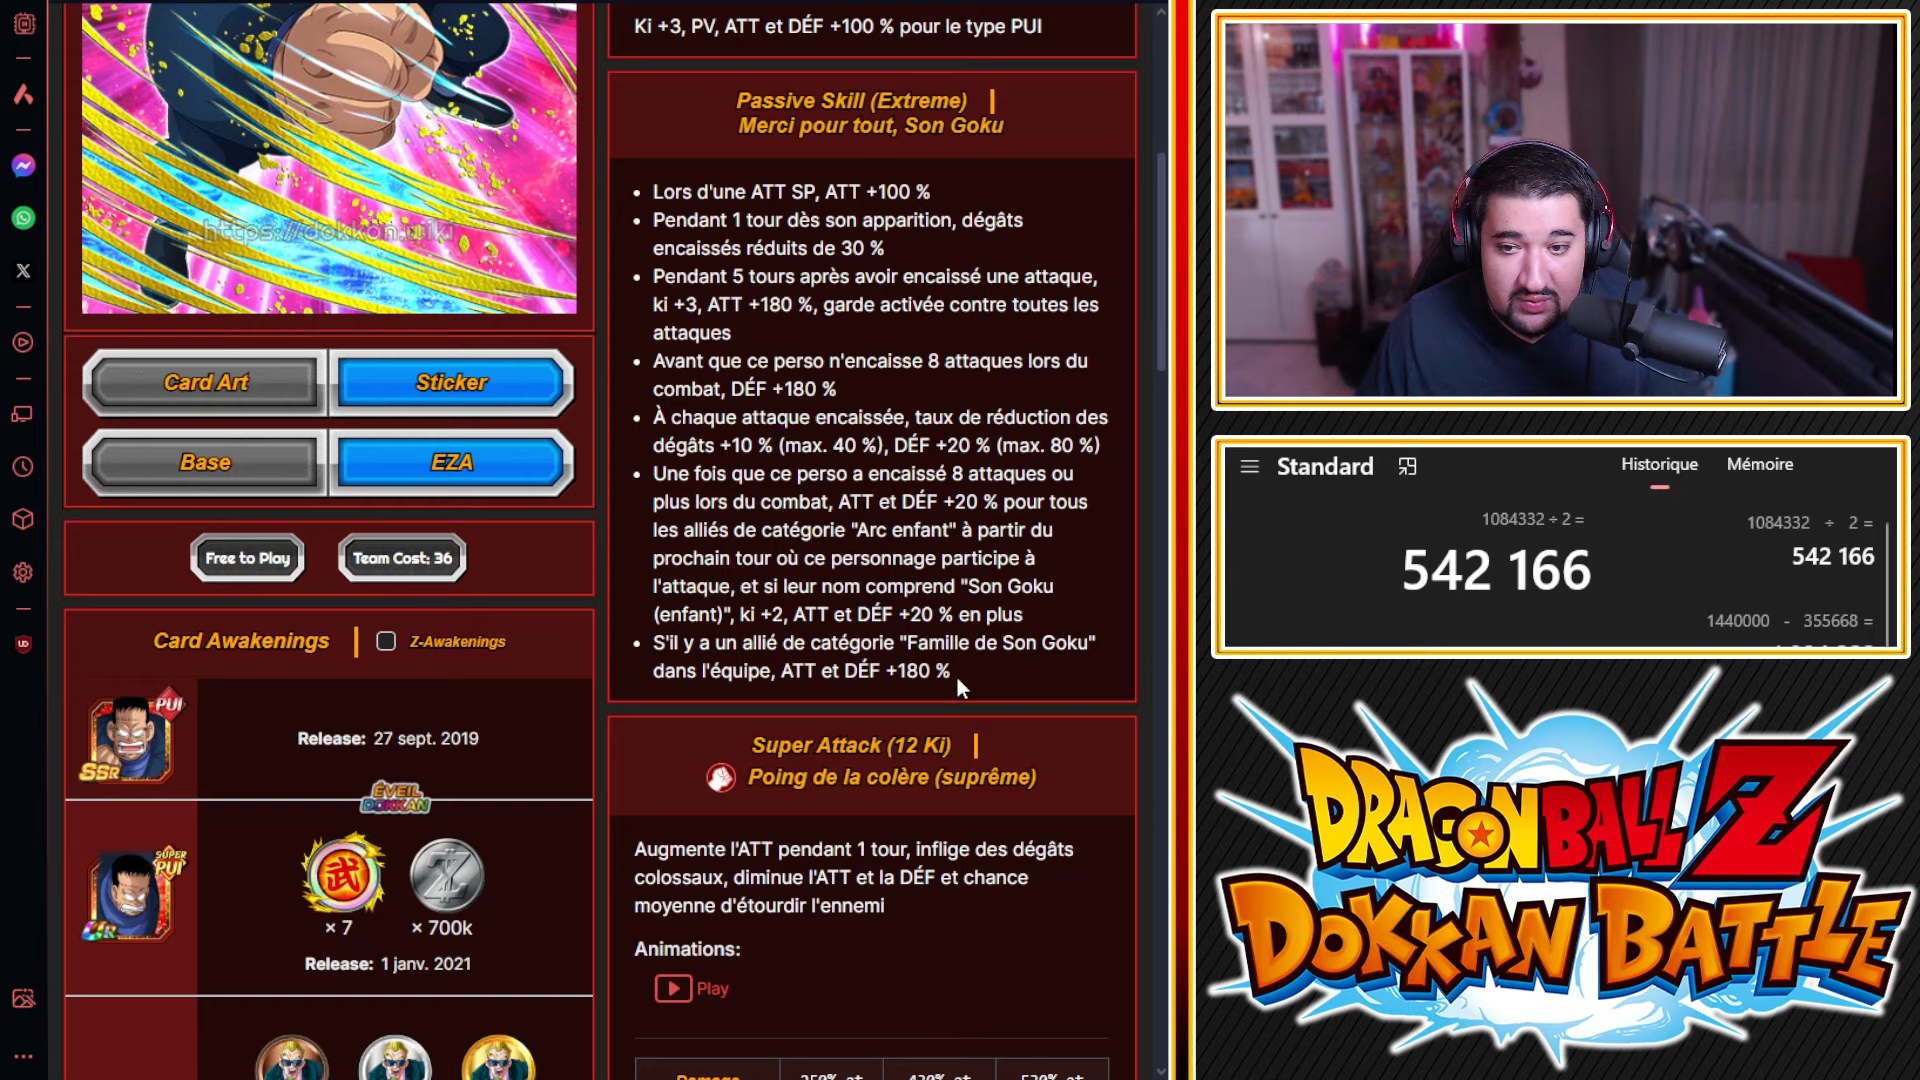 https://dokkan.wiki
Card Art
Sticker
Base
EZA
Free to Play
Team Cost: 36
Card Awakenings
Z-Awakenings
PUI
SSR
Release: 27 sept. 2019
ÉVEIL
DOKKAN
SUPER
PUI
UR
武
Z
× 7
× 700k
Release: 1 janv. 2021
Ki +3, PV, ATT et DÉF +100 % pour le type PUI
Passive Skill (Extreme)
Merci pour tout, Son Goku
• Lors d'une ATT SP, ATT +100 %
• Pendant 1 tour dès son apparition, dégâts
encaissés réduits de 30 %
• Pendant 5 tours après avoir encaissé une attaque,
ki +3, ATT +180 %, garde activée contre toutes les
attaques
• Avant que ce perso n'encaisse 8 attaques lors du
combat, DÉF +180 %
• À chaque attaque encaissée, taux de réduction des
dégâts +10 % (max. 40 %), DÉF +20 % (max. 80 %)
• Une fois que ce perso a encaissé 8 attaques ou
plus lors du combat, ATT et DÉF +20 % pour tous
les alliés de catégorie "Arc enfant" à partir du
prochain tour où ce personnage participe à
l'attaque, et si leur nom comprend "Son Goku
(enfant)", ki +2, ATT et DÉF +20 % en plus
• S'il y a un allié de catégorie "Famille de Son Goku"
dans l'équipe, ATT et DÉF +180 %
Super Attack (12 Ki)
Poing de la colère (suprême)
Augmente l'ATT pendant 1 tour, inflige des dégâts
colossaux, diminue l'ATT et la DÉF et chance
moyenne d'étourdir l'ennemi
Animations:
Play
Standard
Historique
Mémoire
1084332 ÷ 2 =
542 166
1084332 ÷ 2 =
542 166
1440000 - 355668 =
DRAGON BALL Z
DOKKAN BATTLE
UD